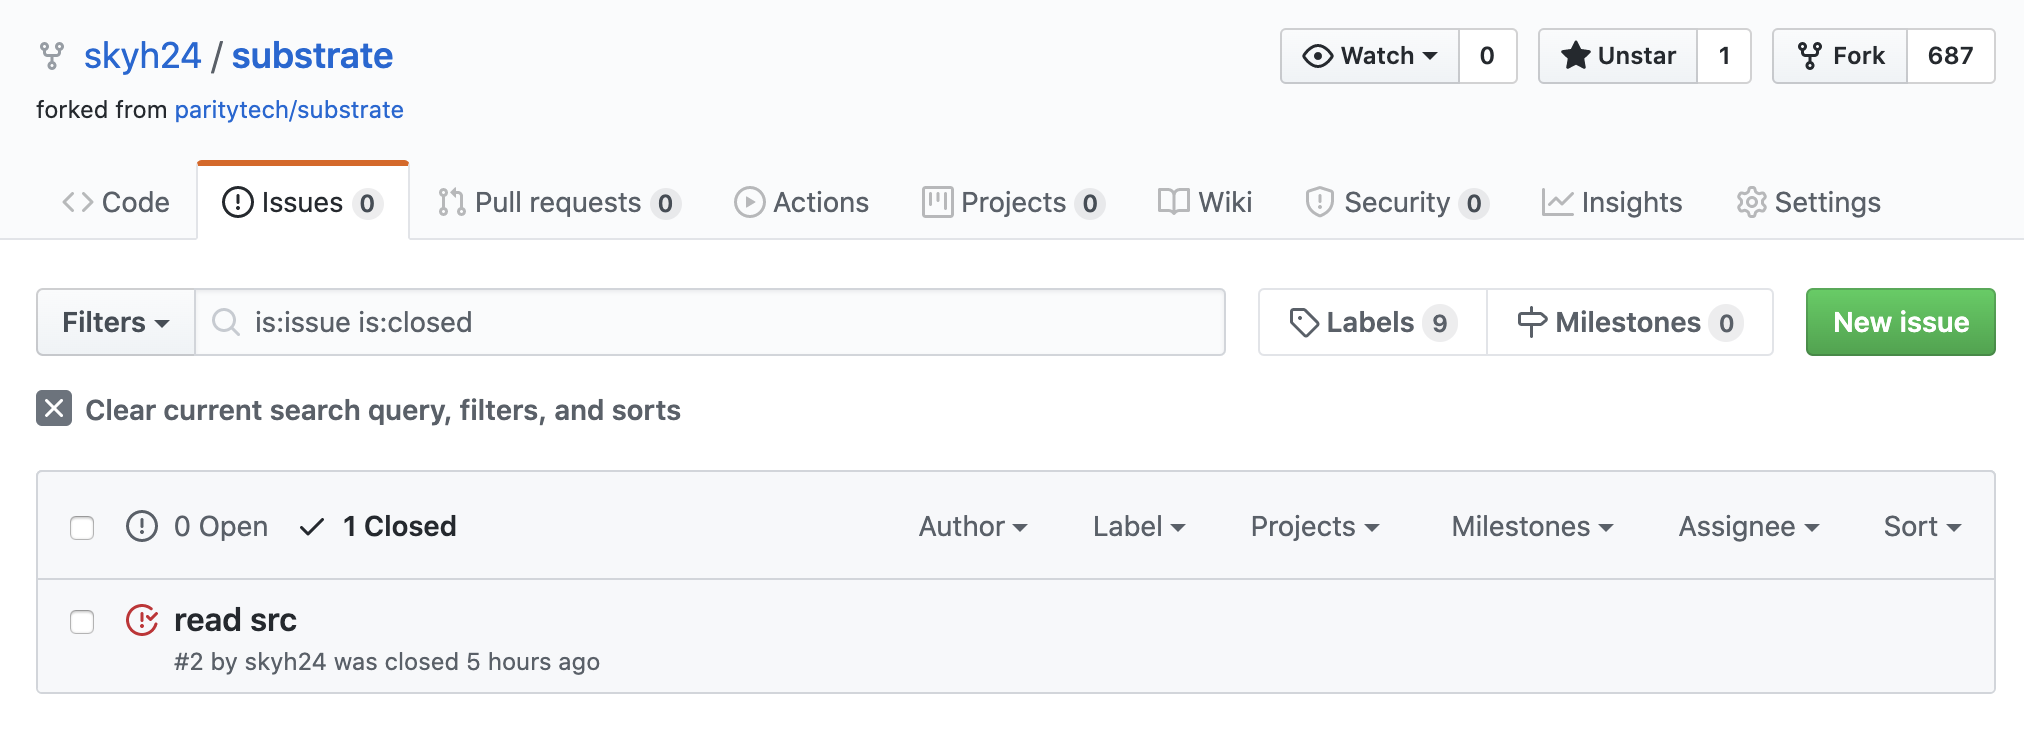 skyh24 / substrate
Watch 0
Unstar 1
Fork 687
forked from paritytech/substrate
Code
Issues 0
Pull requests 0
Actions
Projects 0
Wiki
Security 0
Insights
Settings
Filters
is:issue is:closed
Labels 9
Milestones 0
New issue
Clear current search query, filters, and sorts
0 Open
1 Closed
Author
Label
Projects
Milestones
Assignee
Sort
read src
#2 by skyh24 was closed 5 hours ago